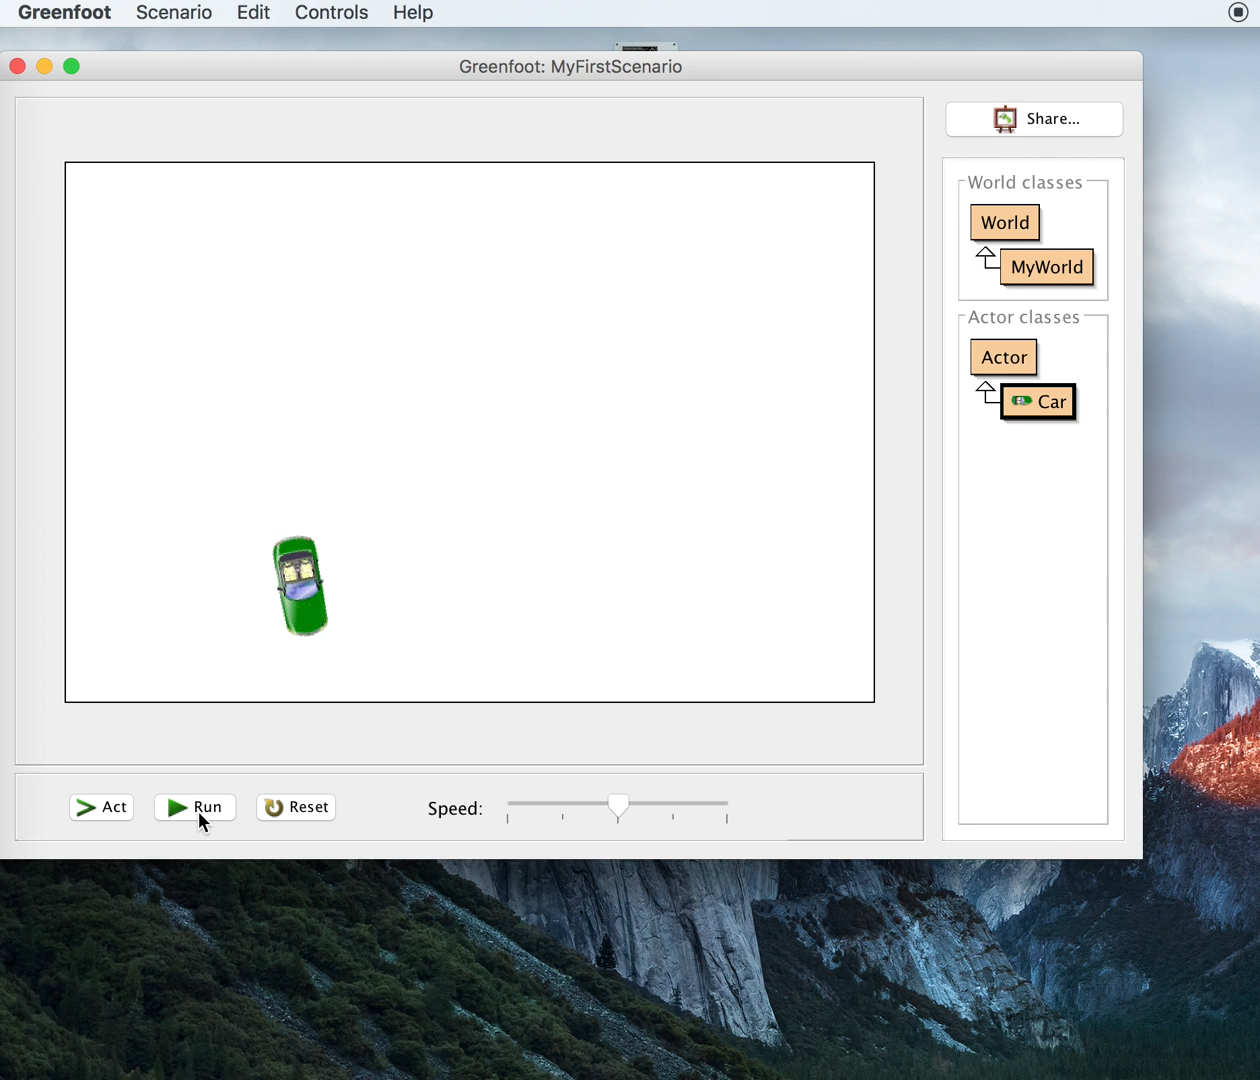 Greenfoot Scenario Edit Controls Help
Greenfoot: MyFirstScenario
Share...
World classes
World
MyWorld
Actor classes
Actor
Car
Act Run Reset Speed: